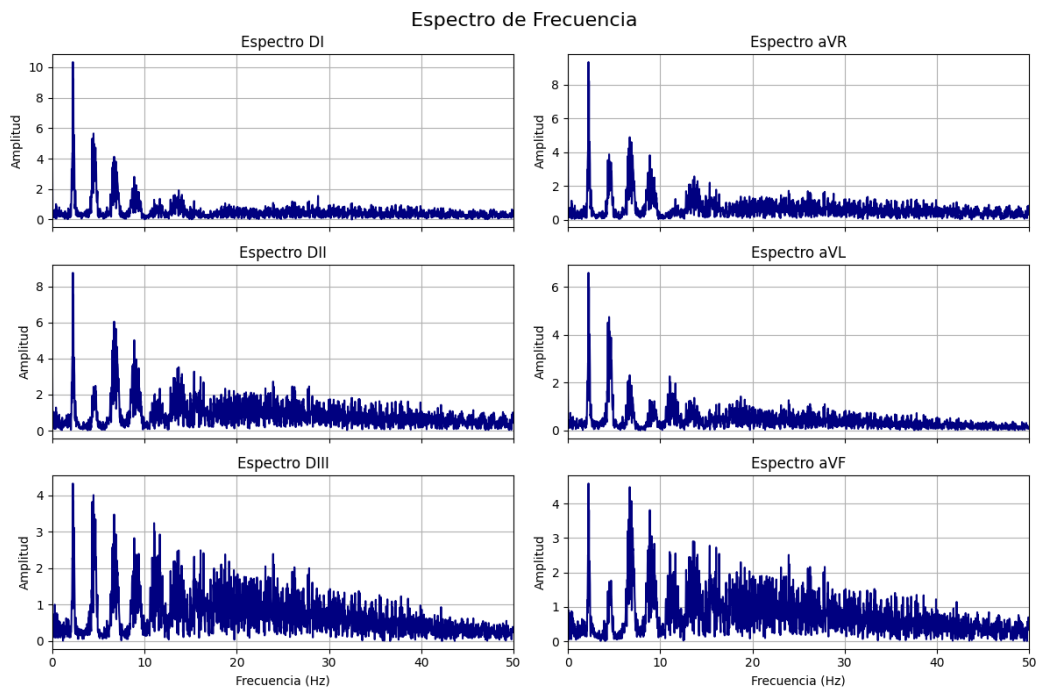 Espectro de Frecuencia
Espectro DI
Amplitud
10
8
6
4
2
0
Espectro aVR
Amplitud
8
6
4
2
0
Espectro DII
Amplitud
8
6
4
2
0
Espectro aVL
Amplitud
6
4
2
0
Espectro DIII
Amplitud
4
3
2
1
0
0 10 20 30 40 50
Frecuencia (Hz)
Espectro aVF
Amplitud
4
3
2
1
0
0 10 20 30 40 50
Frecuencia (Hz)